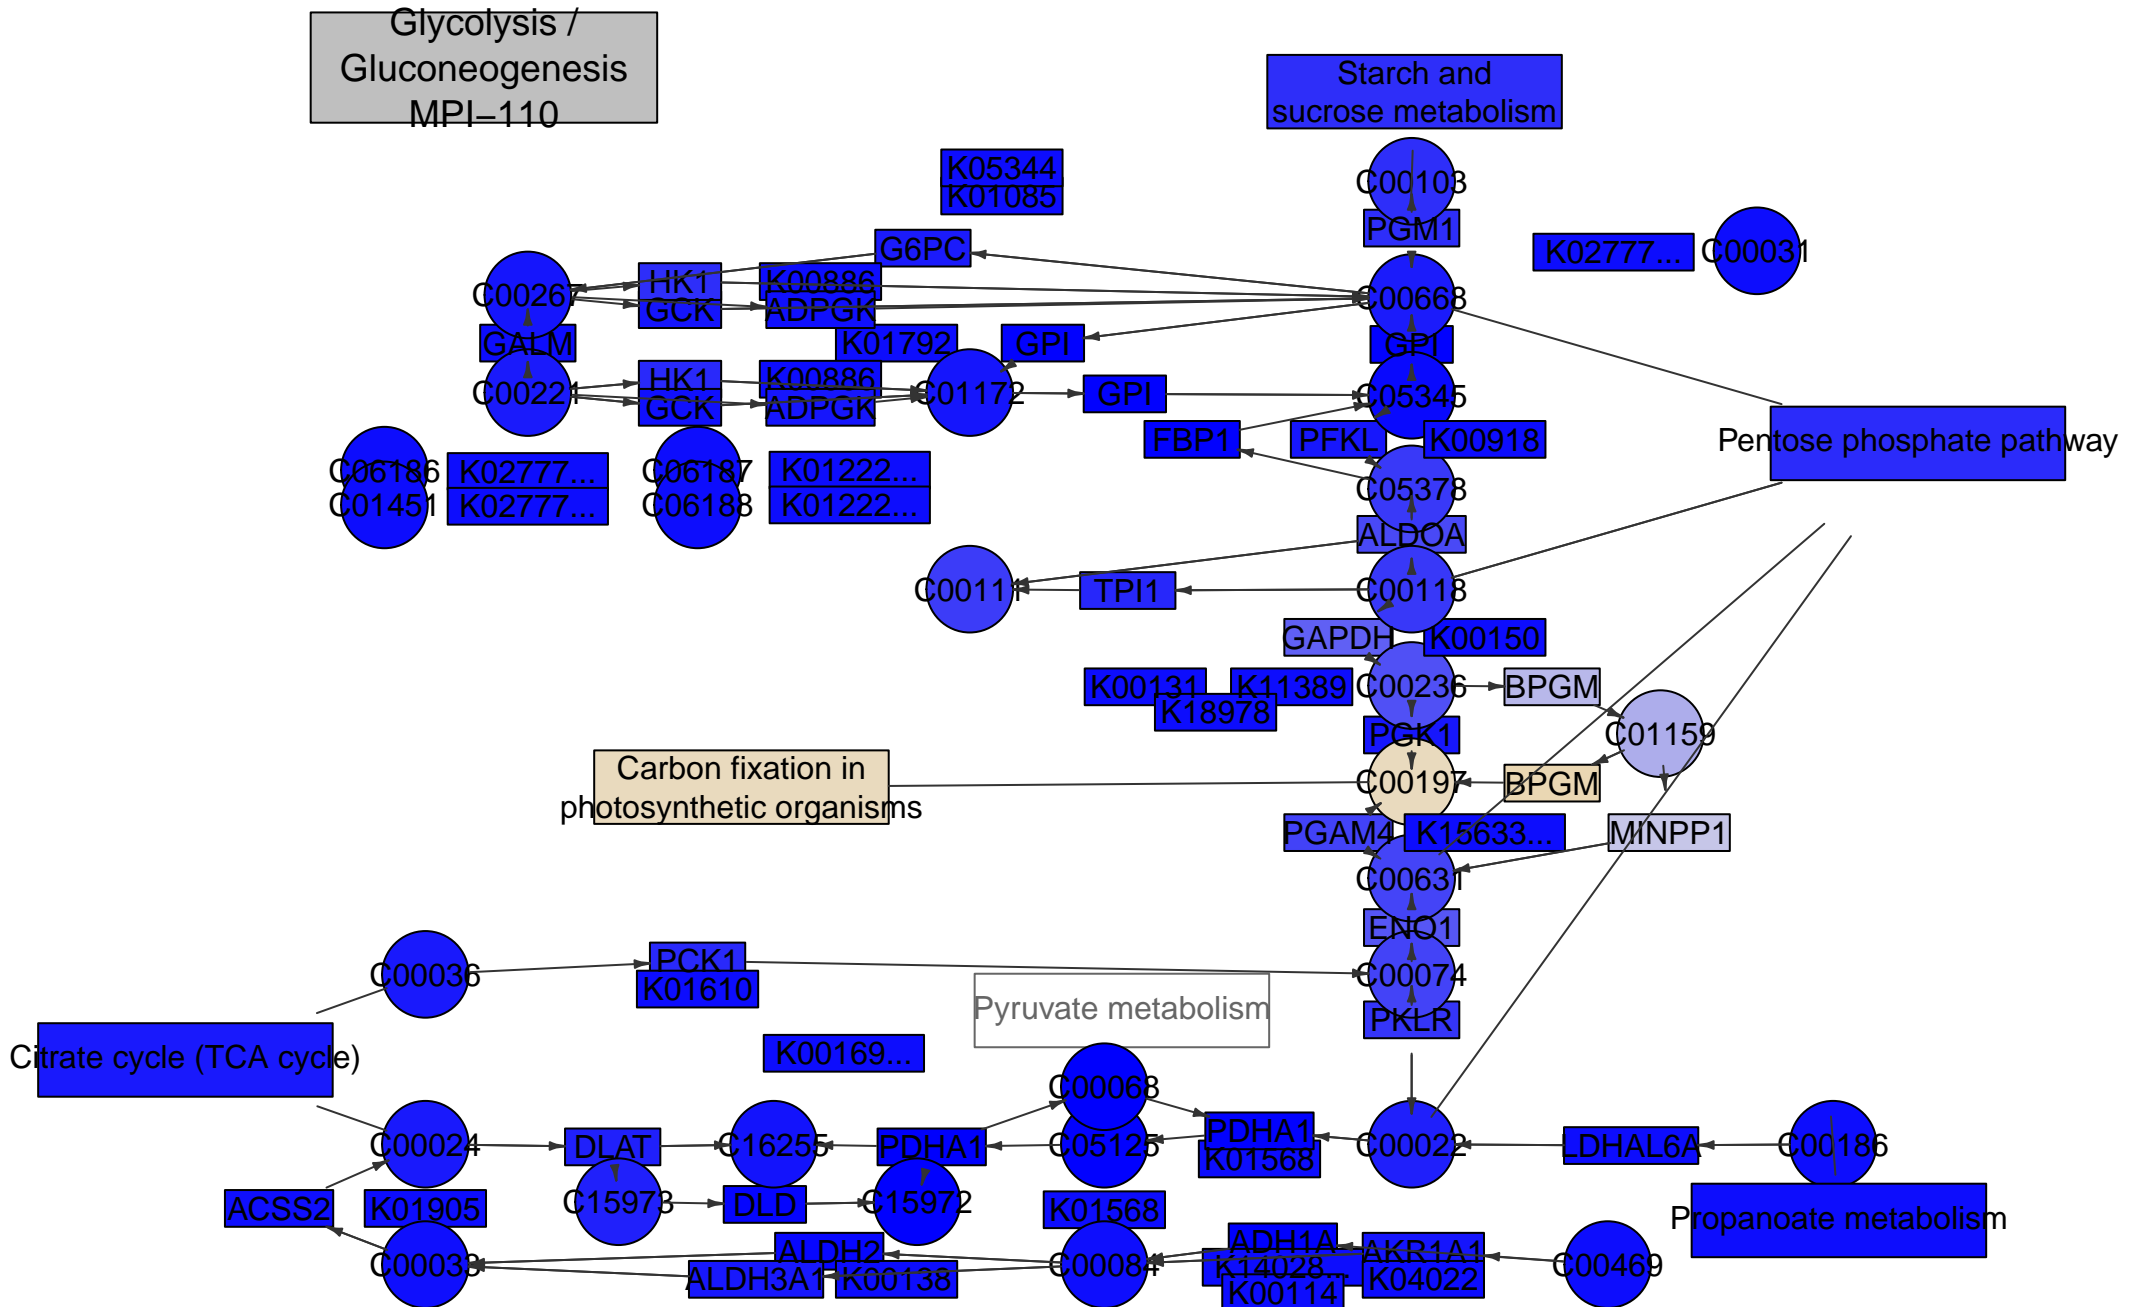 Glycolysis /
Gluconeogenesis
MPI–110
Starch and
sucrose metabolism
K05344
K01085
C00103
PGM1
G6PC
K02777...
C00031
C00267
HK1
K00886
GCK
ADPGK
C00668
GALM
K01792
GPI
GPI
C00221
HK1
K00886
GCK
ADPGK
C01172
GPI
C05345
FBP1
PFKL
K00918
Pentose phosphate pathway
C06186
K02777...
C06187
K01222...
C01451
K02777...
C06188
K01222...
C05378
ALDOA
C00111
TPI1
C00118
GAPDH
K00150
K00131
K11389
K18978
C00236
BPGM
PGK1
C01159
Carbon fixation in
photosynthetic organisms
C00197
BPGM
PGAM4
K15633...
MINPP1
C00631
ENO1
C00036
PCK1
K01610
C00074
Pyruvate metabolism
PKLR
Citrate cycle (TCA cycle)
K00169...
C00068
C00024
DLAT
C16255
PDHA1
C05125
PDHA1
K01568
C00022
LDHAL6A
C00186
ACSS2
K01905
C15973
DLD
C15972
K01568
Propanoate metabolism
C00033
ALDH2
ALDH3A1
K00138
C00084
ADH1A
K14028...
K00114
AKR1A1
K04022
C00469